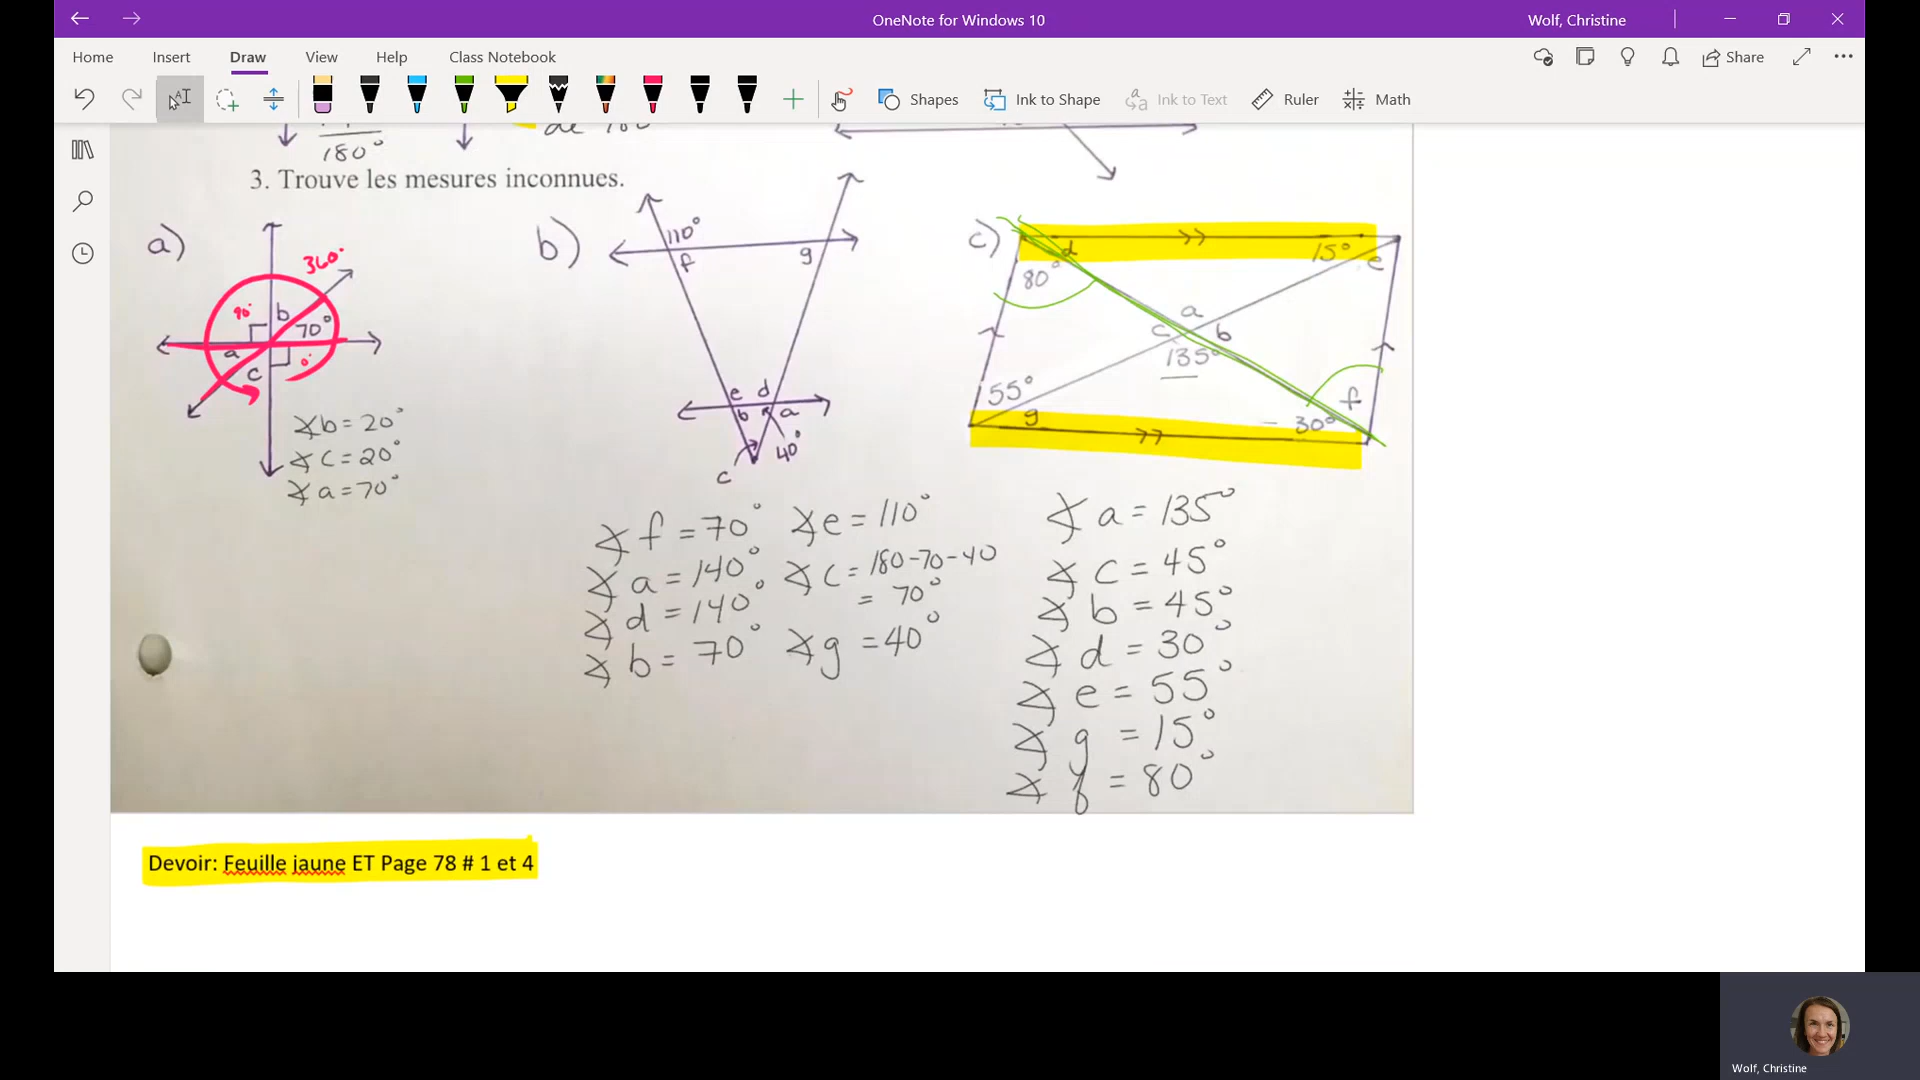 OneNote for Windows 10
Wolf, Christine
Home Insert Draw View Help Class Notebook
Share
Shapes Ink to Shape Ink to Text Ruler Math
180°
3. Trouve les mesures inconnues.
a)
360°
90°
b
70°
a
c
∡b = 20°
∡c = 20°
∡a = 70°
b)
110°
f
g
e d
b a
40°
c
∡f = 70° ∡e = 110°
∡a = 140° ∡c = 180-70-40
= 70°
∡d = 140°
∡b = 70° ∡g = 40°
c)
d
15°
e
80°
a
c b
135°
55°
g
30°
f
∡a = 135°
∡c = 45°
∡b = 45°
∡d = 30°
∡e = 55°
∡g = 15°
∡f = 80°
Devoir: Feuille jaune ET Page 78 # 1 et 4
Wolf, Christine